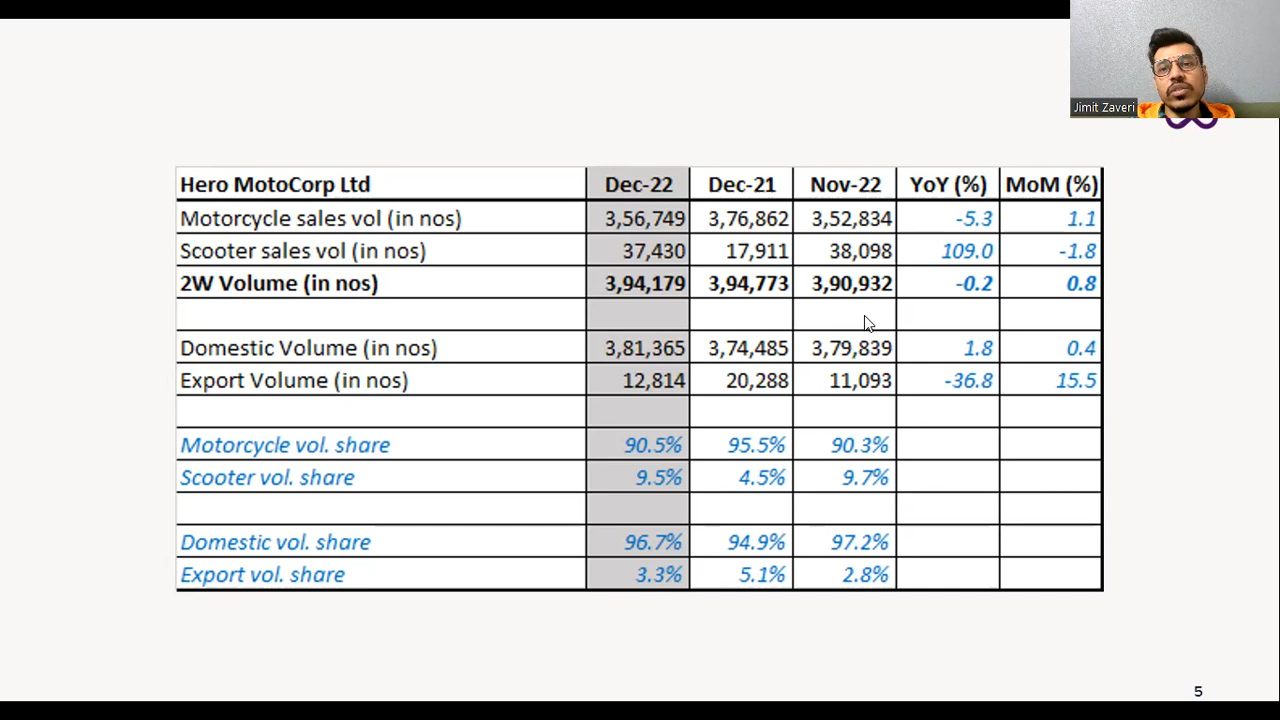 Jimit Zaveri
Hero MotoCorp Ltd Dec-22 Dec-21 Nov-22 YoY (%) MoM (%)
Motorcycle sales vol (in nos) 3,56,749 3,76,862 3,52,834 -5.3 1.1
Scooter sales vol (in nos) 37,430 17,911 38,098 109.0 -1.8
2W Volume (in nos) 3,94,179 3,94,773 3,90,932 -0.2 0.8
Domestic Volume (in nos) 3,81,365 3,74,485 3,79,839 1.8 0.4
Export Volume (in nos) 12,814 20,288 11,093 -36.8 15.5
Motorcycle vol. share 90.5% 95.5% 90.3%
Scooter vol. share 9.5% 4.5% 9.7%
Domestic vol. share 96.7% 94.9% 97.2%
Export vol. share 3.3% 5.1% 2.8%
5